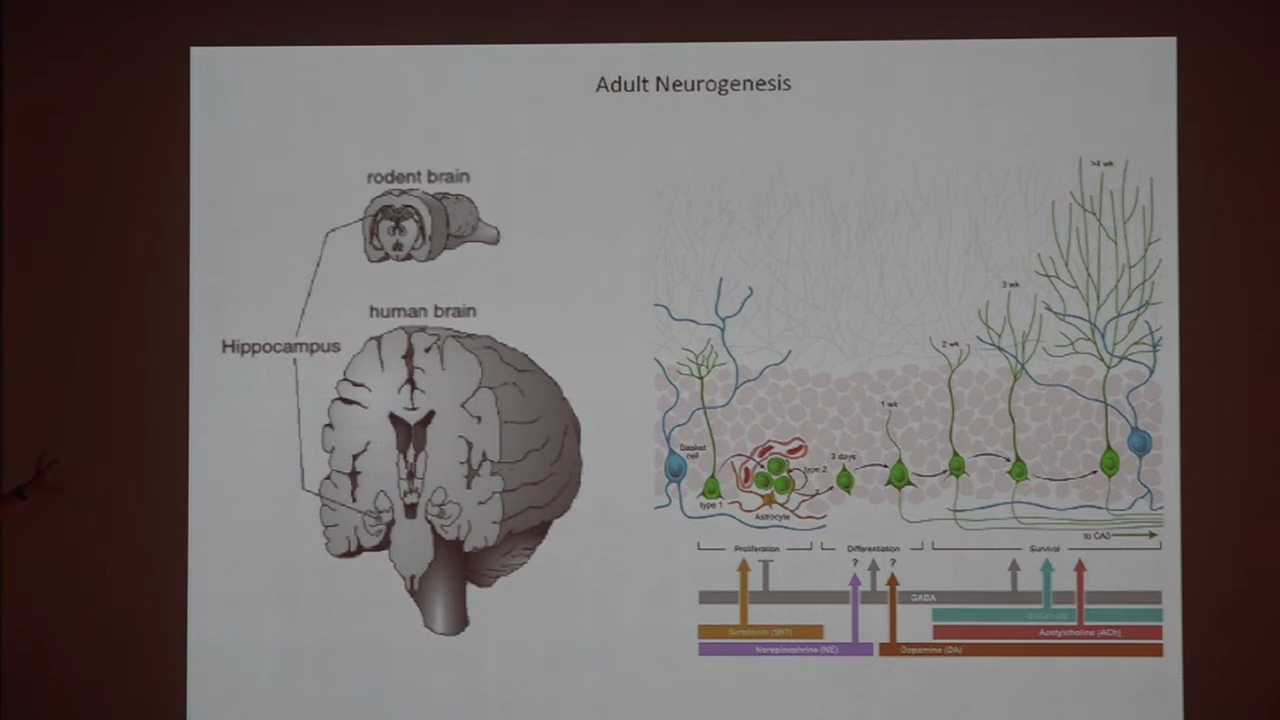 Adult Neurogenesis
rodent brain
human brain
Hippocampus
>4 wk
3 wk
2 wk
1 wk
Basket
cell
type 2
3 days
type 1
Astrocyte
to CA3
Proliferation
Differentiation
Survival
?
?
GABA
Glutamate
Serotonin (5HT)
Acetylcholine (ACh)
Norepinephrine (NE)
Dopamine (DA)